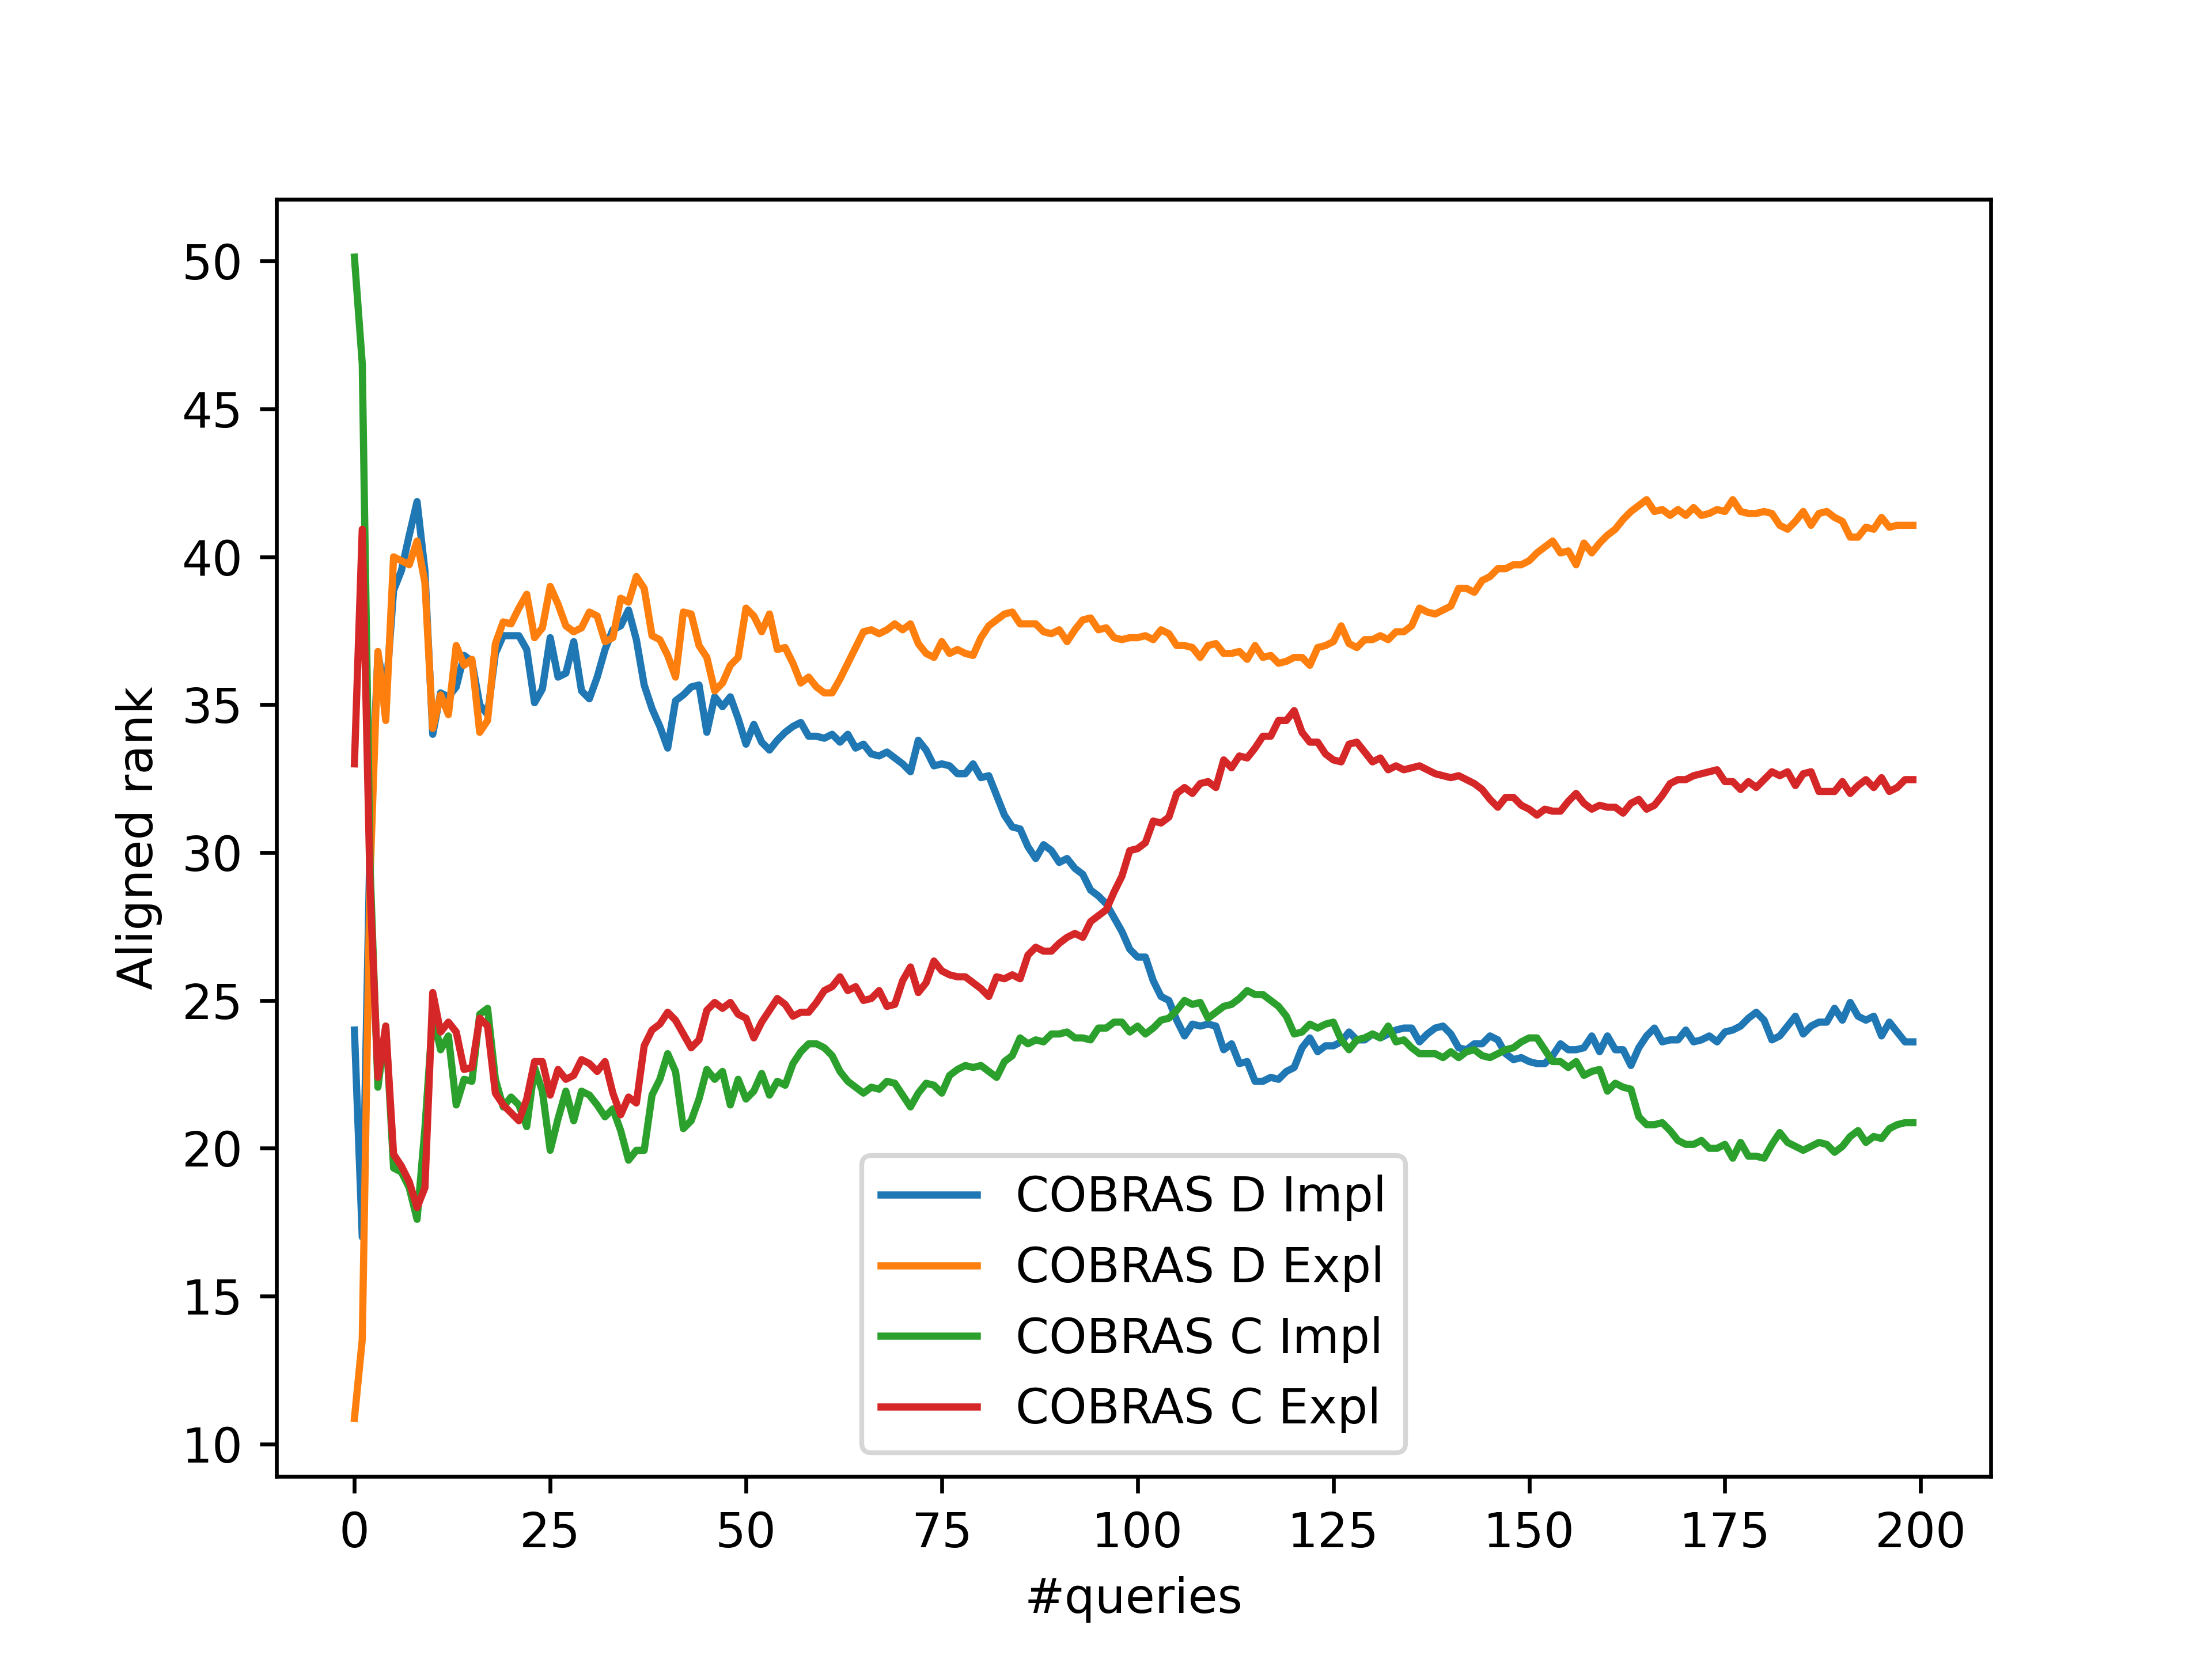 50
45
40
35
30
25
20
15
10
Aligned rank
COBRAS D Impl
COBRAS D Expl
COBRAS C Impl
COBRAS C Expl
0 25 50 75 100 125 150 175 200
#queries